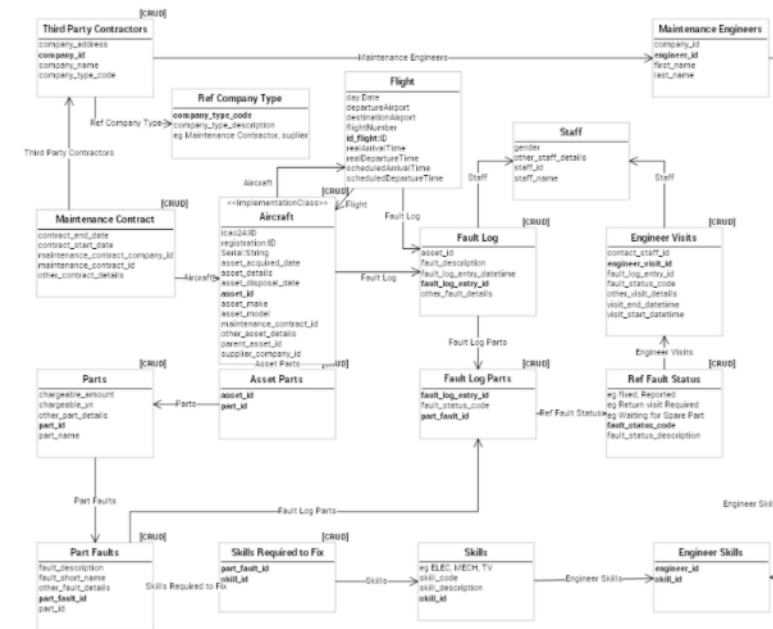 [CRUD]
Third Party Contractors
company_address
company_id
company_name
company_type_code
Maintenance Engineers
[CRUD]
Maintenance Engineers
company_id
engineer_id
first_name
last_name
Ref Company Type
[CRUD]
Ref Company Type
company_type_code
company_type_description
eg Maintenance Contractor, suplier
Flight
day:Date
departureAirport
destinationAirport
flightNumber
id_flight:ID
realArrivalTime
realDepartureTime
scheduledArrivalTime
scheduledDepartureTime
[CRUD]
Staff
gender
other_staff_details
staff_id
staff_name
Third Party Contractors
Aircraft
Flight
Fault Log
Staff
Staff
[CRUD]
Maintenance Contract
contract_end_date
contract_start_date
maintenance_contract_company_id
maintenance_contract_id
other_contract_details
Aircraft
[CRUD]
<<ImplementationClass>>
Aircraft
icao24:ID
registration:ID
Serial:String
asset_acquired_date
asset_details
asset_disposal_date
asset_id
asset_make
asset_model
maintenance_contract_id
other_asset_details
parent_asset_id
supplier_company_id
Fault Log
[CRUD]
Fault Log
asset_id
fault_description
fault_log_entry_datetime
fault_log_entry_id
other_fault_details
[CRUD]
Engineer Visits
contact_staff_id
engineer_visit_id
fault_log_entry_id
fault_status_code
other_visit_details
visit_end_datetime
visit_start_datetime
Asset Parts
Fault Log Parts
Engineer Visits
[CRUD]
Parts
chargeable_amount
chargeable_yn
other_part_details
part_id
part_name
Parts
[CRUD]
Asset Parts
asset_id
part_id
[CRUD]
Fault Log Parts
fault_log_entry_id
fault_status_code
part_fault_id
Ref Fault Status
[CRUD]
Ref Fault Status
eg fixed, Reported
eg Return visit Required
eg Waiting for Spare Part
fault_status_code
fault_status_description
Part Faults
Fault Log Parts
[CRUD]
Part Faults
fault_description
fault_short_name
other_fault_details
part_fault_id
part_id
Skills Required to Fix
[CRUD]
Skills Required to Fix
part_fault_id
skill_id
Skills
Skills
eg ELEC, MECH, TV
skill_code
skill_description
skill_id
Engineer Skills
Engineer Skills
engineer_id
skill_id